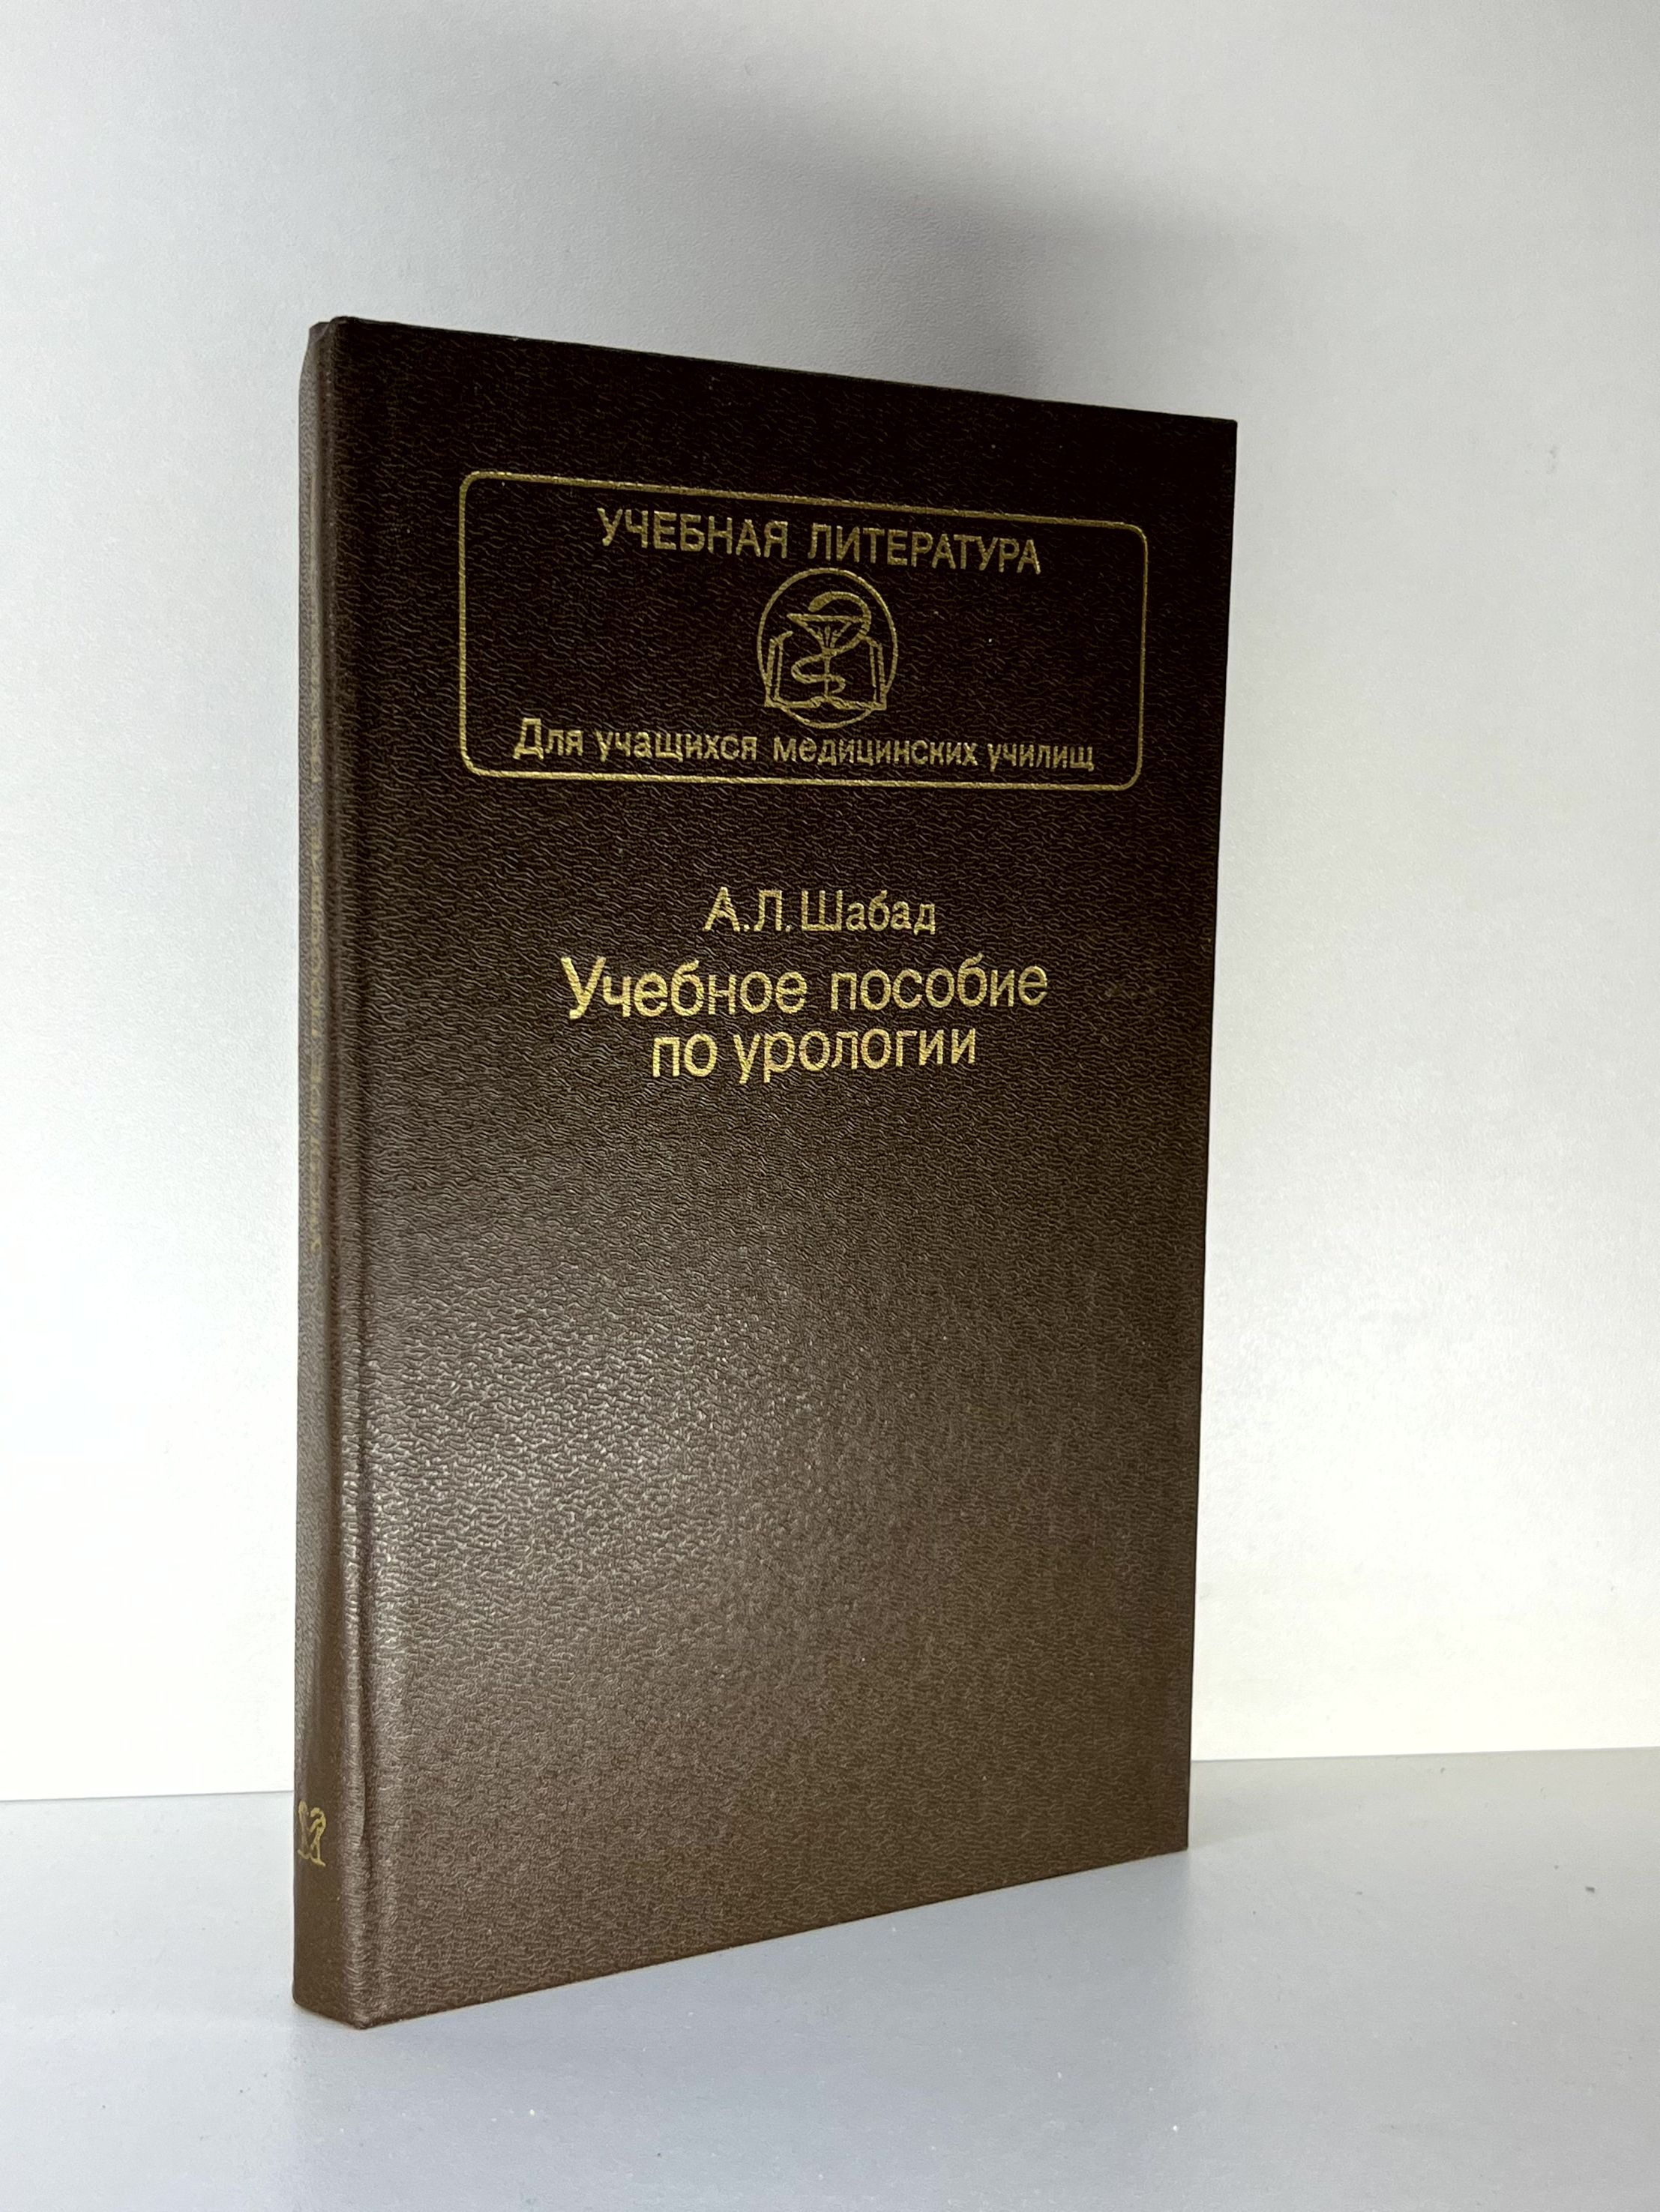 УЧЕБНАЯ ЛИТЕРАТУРА
Для учащихся медицинских училищ
А.Л. Шабад
Учебное пособие
по урологии